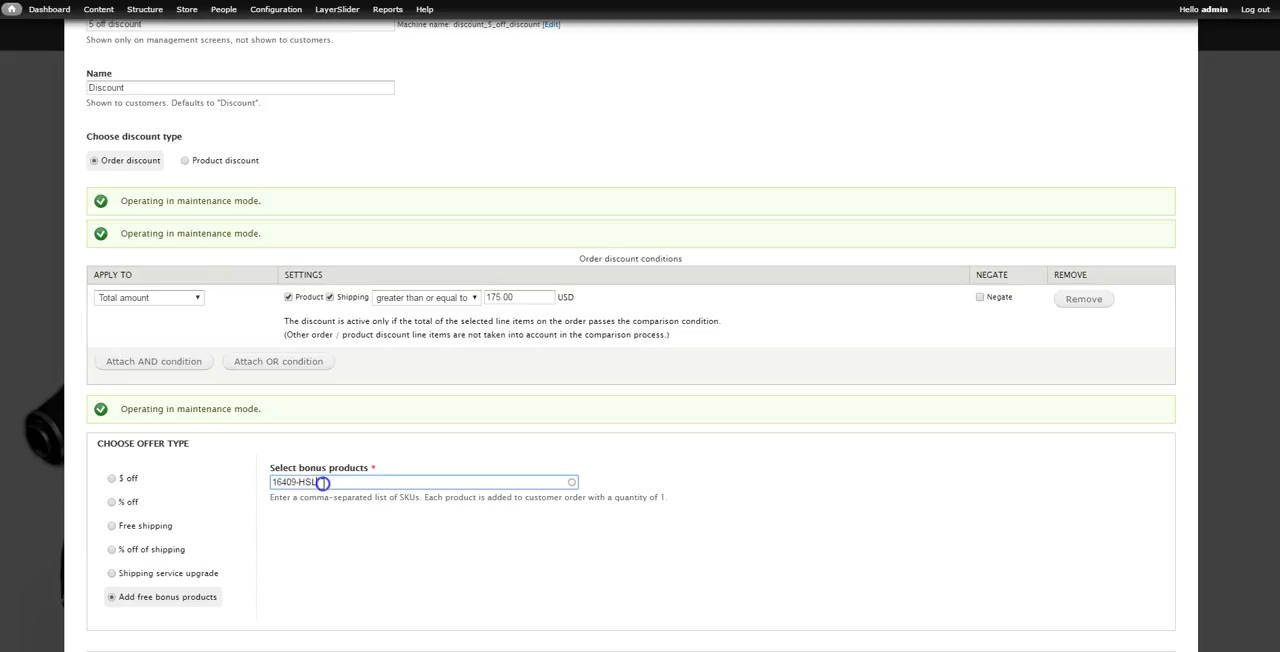 Dashboard Content Structure Store People Configuration LayerSlider Reports Help Hello admin Log out
5 off discount Machine name: discount_5_off_discount [Edit]
Shown only on management screens, not shown to customers.
Name
Discount
Shown to customers. Defaults to "Discount".
Choose discount type
Order discount Product discount
Operating in maintenance mode.
Operating in maintenance mode.
Order discount conditions
APPLY TO SETTINGS NEGATE REMOVE
Total amount Product Shipping greater than or equal to 175.00 USD Negate Remove
The discount is active only if the total of the selected line items on the order passes the comparison condition.
(Other order / product discount line items are not taken into account in the comparison process.)
Attach AND condition Attach OR condition
Operating in maintenance mode.
CHOOSE OFFER TYPE
Select bonus products *
$ off
16409-HSL
Enter a comma-separated list of SKUs. Each product is added to customer order with a quantity of 1.
% off
Free shipping
% off of shipping
Shipping service upgrade
Add free bonus products